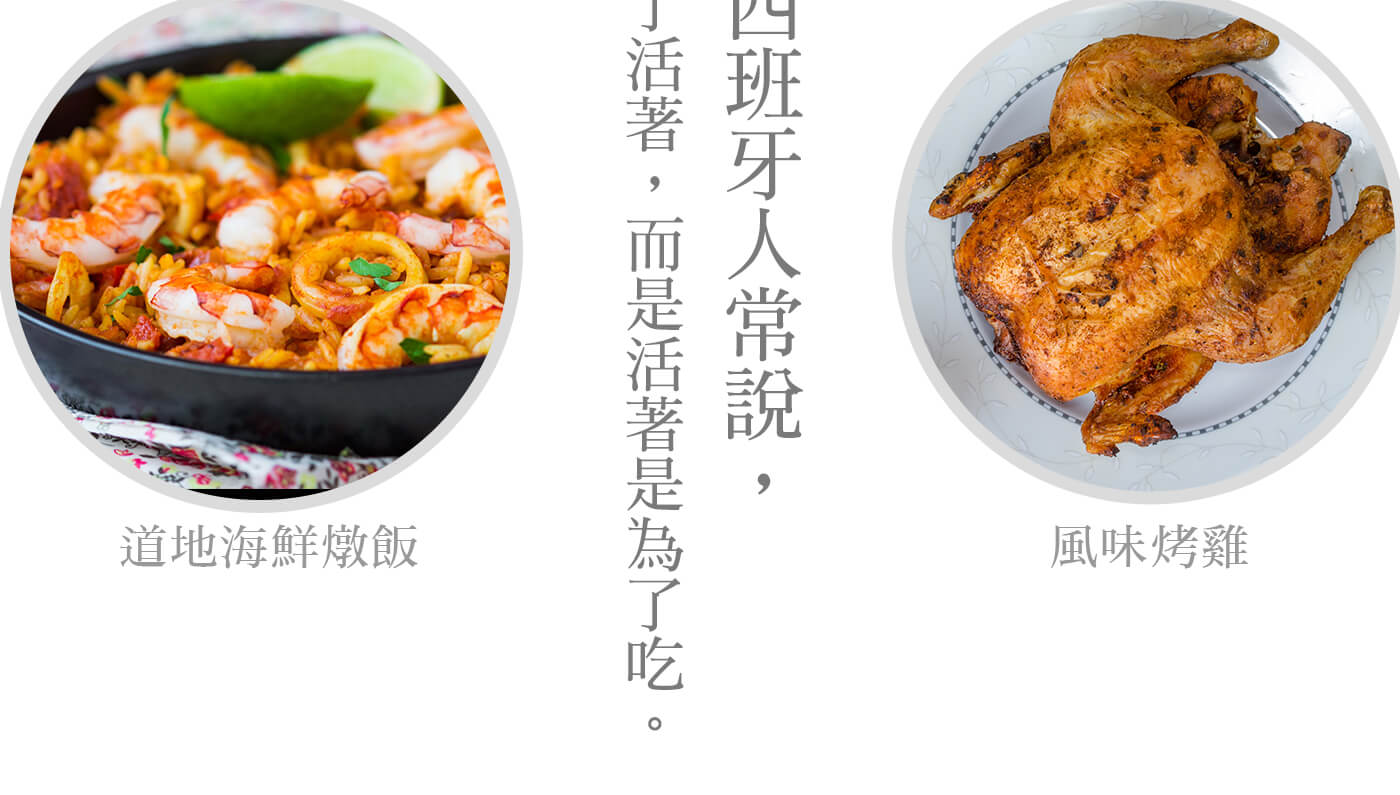 西班牙人常說，
了活著，而是活著是為了吃。
道地海鮮燉飯
風味烤雞